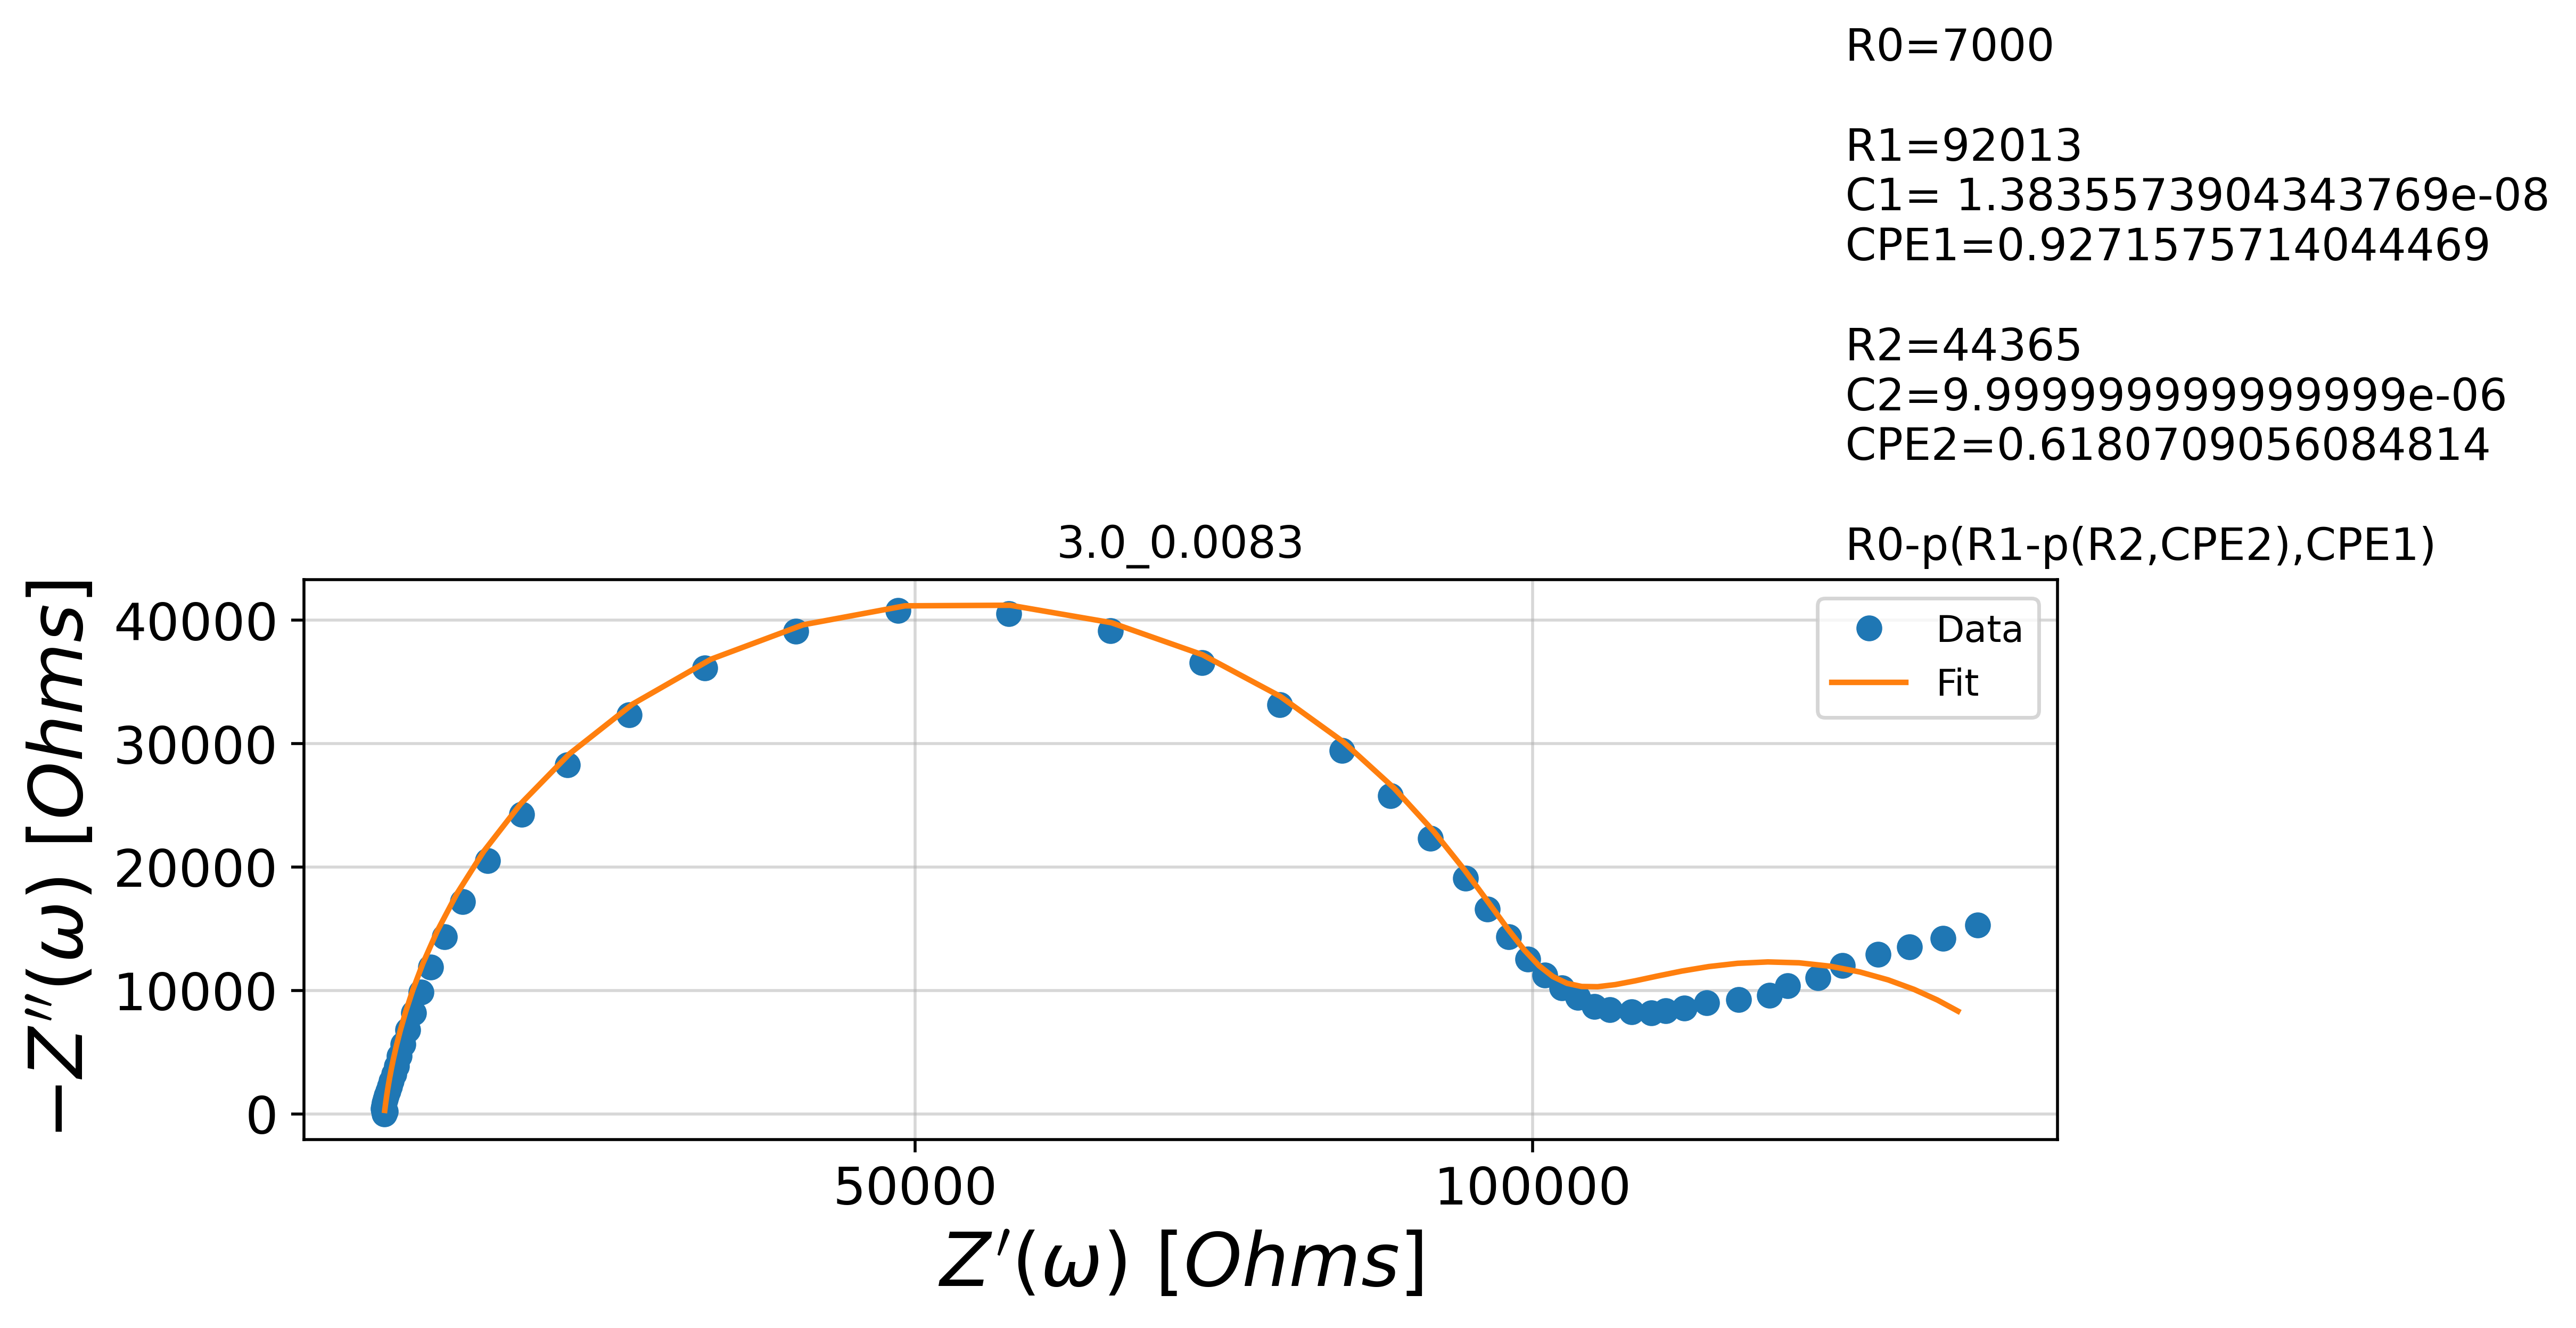 R0=7000
R1=92013
C1= 1.3835573904343769e-08
CPE1=0.9271575714044469
R2=44365
C2=9.999999999999999e-06
CPE2=0.6180709056084814
R0-p(R1-p(R2,CPE2),CPE1)
3.0_0.0083
40000
30000
20000
10000
0
−Z′′(ω) [Ohms]
Data
Fit
50000
100000
Z′(ω) [Ohms]